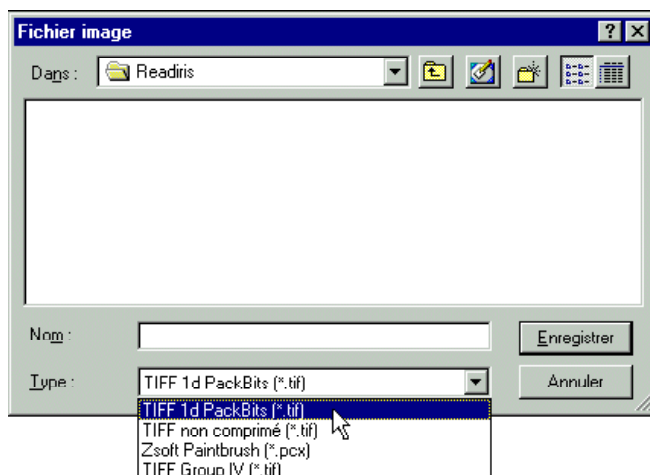 Fichier image
Dans : Readiris
Nom :
Enregistrer
Type : TIFF 1d PackBits (*.tif)
Annuler
TIFF 1d PackBits (*.tif)
TIFF non comprimé (*.tif)
Zsoft Paintbrush (*.pcx)
TIFF Group IV (*.tif)